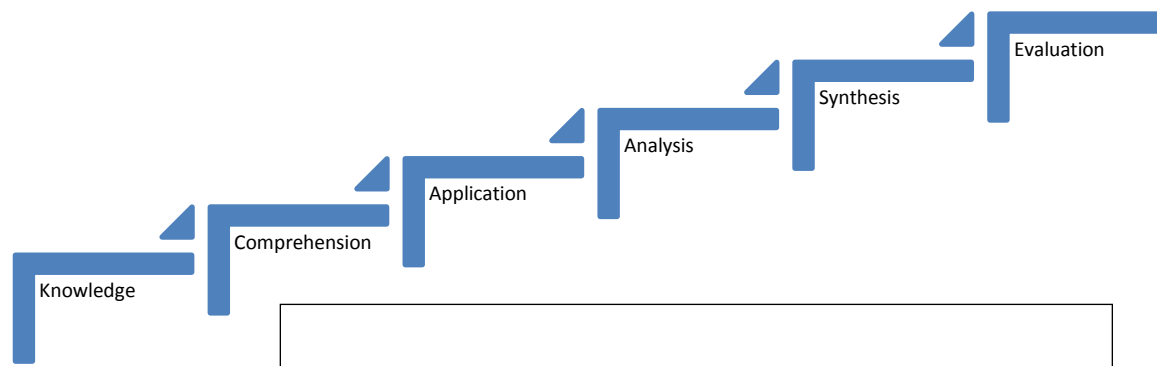 Evaluation
Synthesis
Analysis
Application
Comprehension
Knowledge